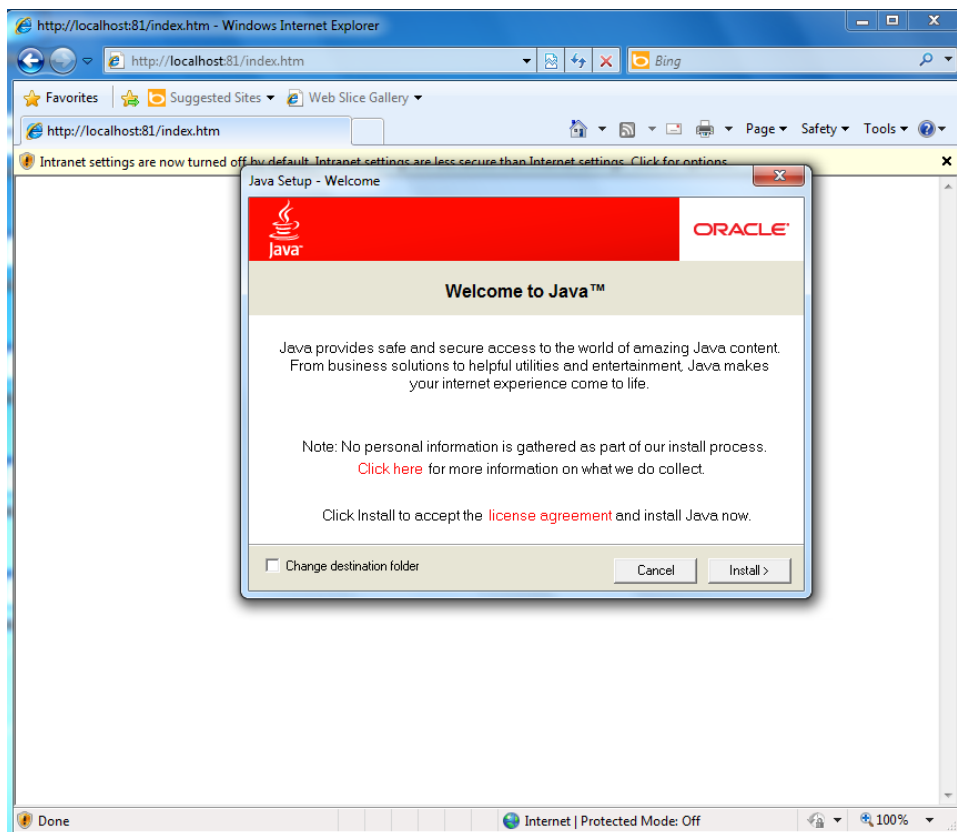 http://localhost:81/index.htm - Windows Internet Explorer
http://localhost:81/index.htm
Bing
Favorites
Suggested Sites
Web Slice Gallery
http://localhost:81/index.htm
Page
Safety
Tools
Intranet settings are now turned off by default. Intranet settings are less secure than Internet settings. Click for options
Java Setup - Welcome
Java™
ORACLE®
Welcome to Java™
Java provides safe and secure access to the world of amazing Java content.
From business solutions to helpful utilities and entertainment, Java makes
your internet experience come to life.
Note: No personal information is gathered as part of our install process.
Click here for more information on what we do collect.
Click Install to accept the license agreement and install Java now.
Change destination folder
Cancel
Install >
Done
Internet | Protected Mode: Off
100%